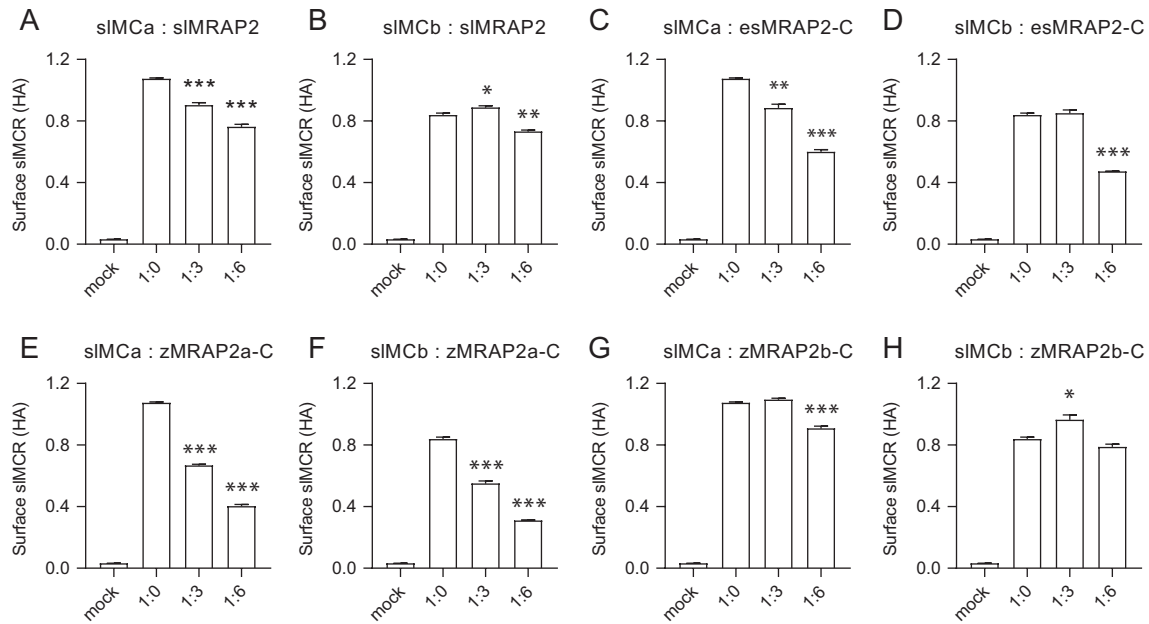 A
slMCa : slMRAP2
Surface slMCR (HA)
1.2
0.8
0.4
0.0
***
***
mock
1:0
1:3
1:6
B
slMCb : slMRAP2
Surface slMCR (HA)
1.2
0.8
0.4
0.0
*
**
mock
1:0
1:3
1:6
C
slMCa : esMRAP2-C
Surface slMCR (HA)
1.2
0.8
0.4
0.0
**
***
mock
1:0
1:3
1:6
D
slMCb : esMRAP2-C
Surface slMCR (HA)
1.2
0.8
0.4
0.0
***
mock
1:0
1:3
1:6
E
slMCa : zMRAP2a-C
Surface slMCR (HA)
1.2
0.8
0.4
0.0
***
***
mock
1:0
1:3
1:6
F
slMCb : zMRAP2a-C
Surface slMCR (HA)
1.2
0.8
0.4
0.0
***
***
mock
1:0
1:3
1:6
G
slMCa : zMRAP2b-C
Surface slMCR (HA)
1.2
0.8
0.4
0.0
***
mock
1:0
1:3
1:6
H
slMCb : zMRAP2b-C
Surface slMCR (HA)
1.2
0.8
0.4
0.0
*
mock
1:0
1:3
1:6